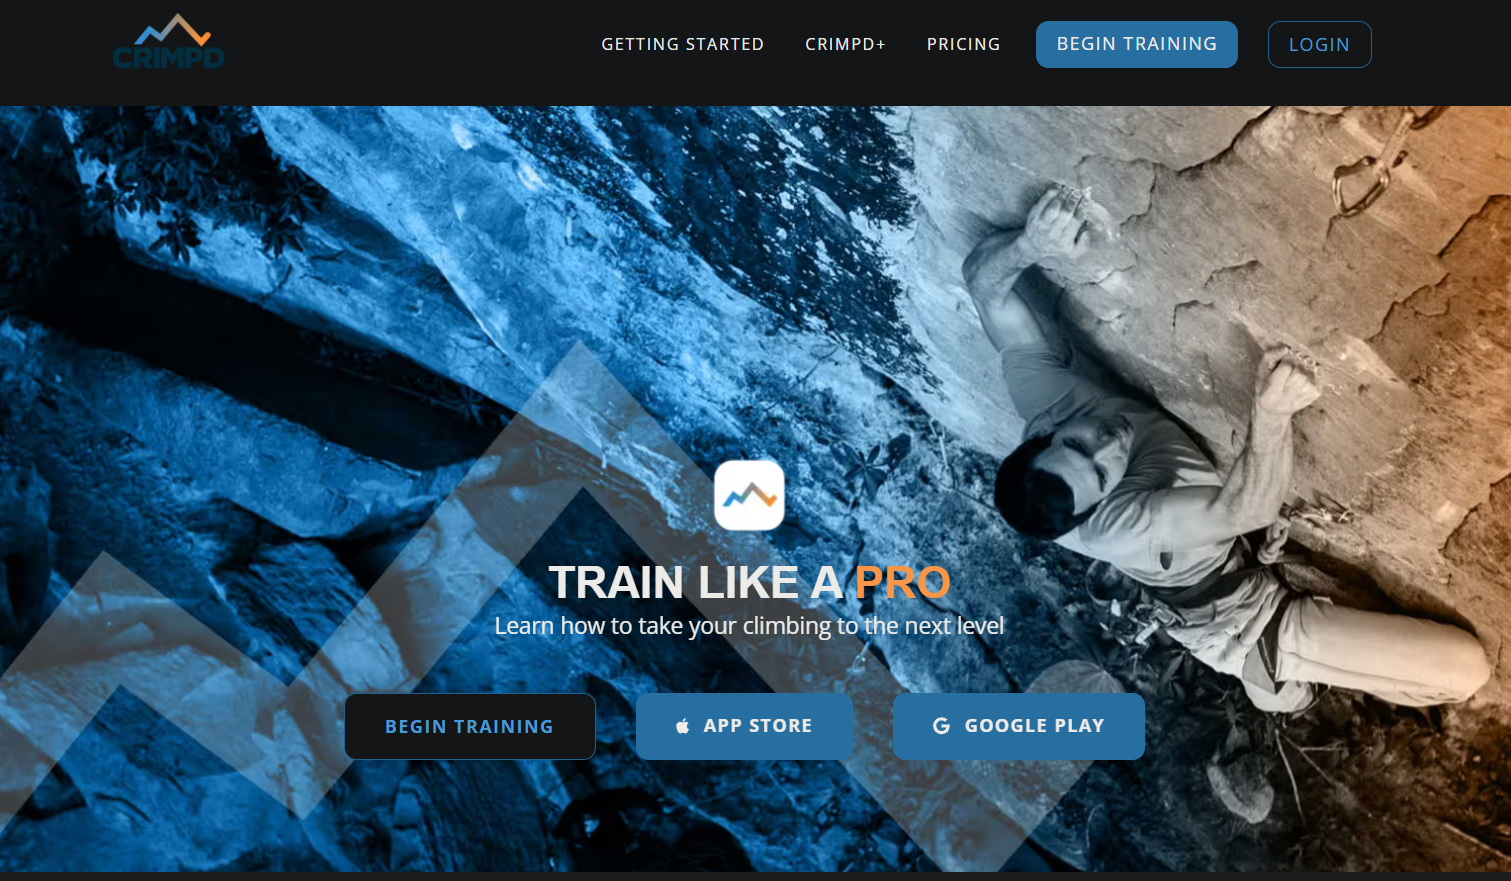 CRIMPD
GETTING STARTED
CRIMPD+
PRICING
BEGIN TRAINING
LOGIN
TRAIN LIKE A PRO
Learn how to take your climbing to the next level
BEGIN TRAINING
APP STORE
GOOGLE PLAY